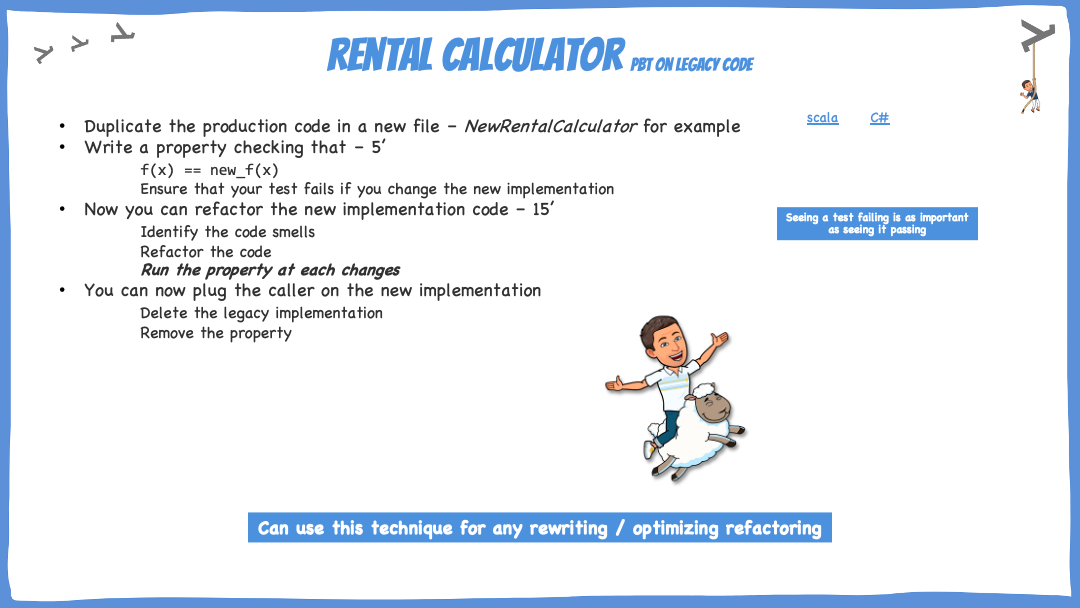 RENTAL CALCULATOR PBT ON LEGACY CODE
• Duplicate the production code in a new file – NewRentalCalculator for example
scala C#
• Write a property checking that – 5’
f(x) == new_f(x)
Ensure that your test fails if you change the new implementation
• Now you can refactor the new implementation code – 15’
Identify the code smells
Refactor the code
Run the property at each changes
• You can now plug the caller on the new implementation
Delete the legacy implementation
Remove the property
Seeing a test failing is as important
as seeing it passing
Can use this technique for any rewriting / optimizing refactoring